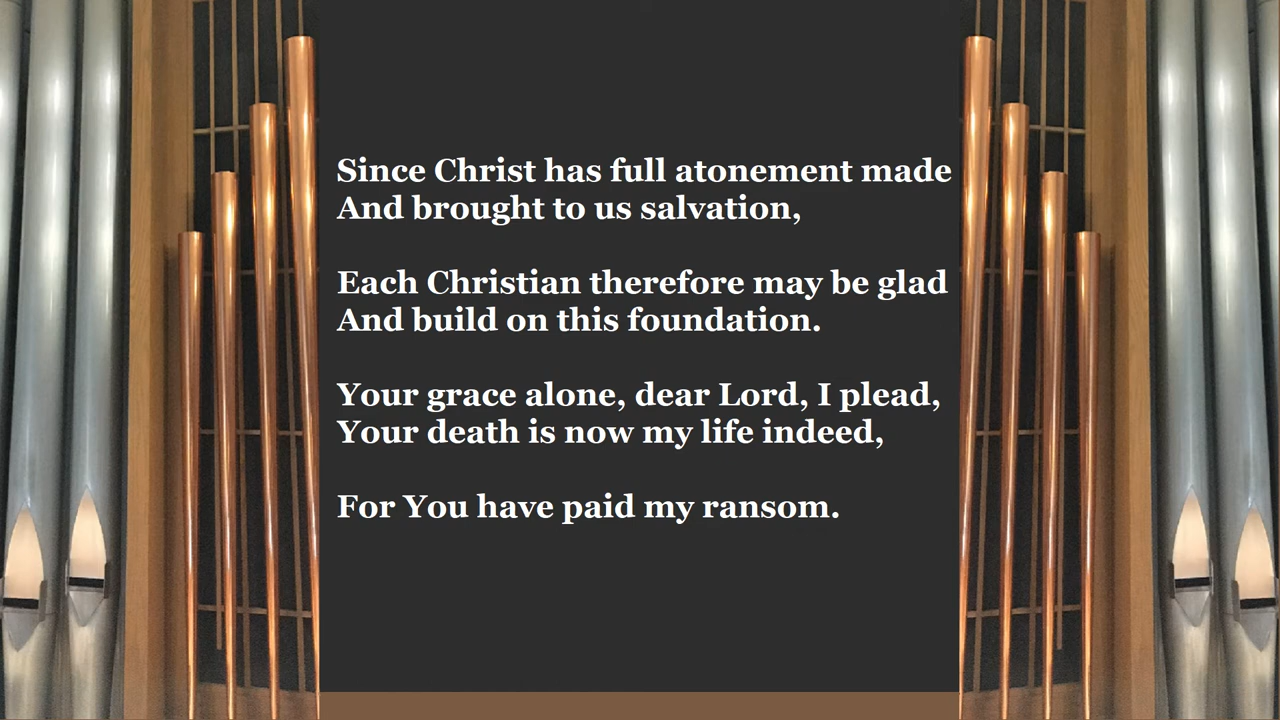 Since Christ has full atonement made
And brought to us salvation,
Each Christian therefore may be glad
And build on this foundation.
Your grace alone, dear Lord, I plead,
Your death is now my life indeed,
For You have paid my ransom.